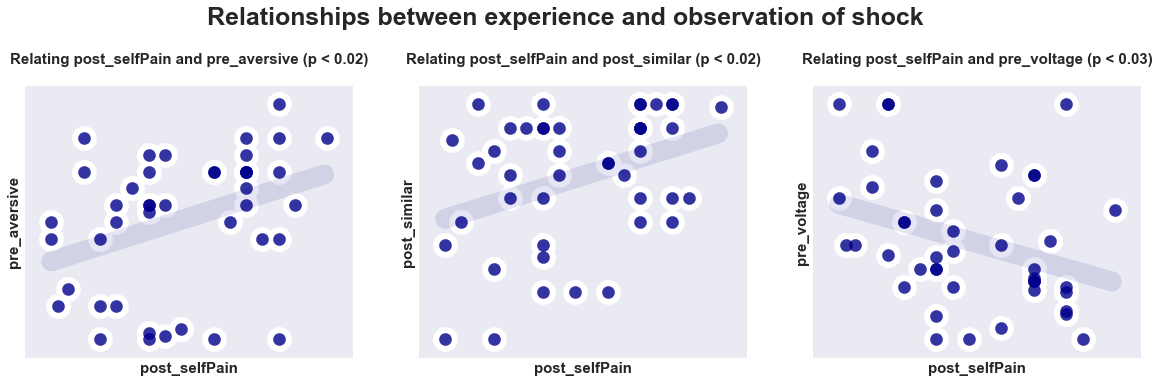 Relationships between experience and observation of shock
Relating post_selfPain and pre_aversive (p < 0.02)
Relating post_selfPain and post_similar (p < 0.02)
Relating post_selfPain and pre_voltage (p < 0.03)
pre_aversive
post_similar
pre_voltage
post_selfPain
post_selfPain
post_selfPain